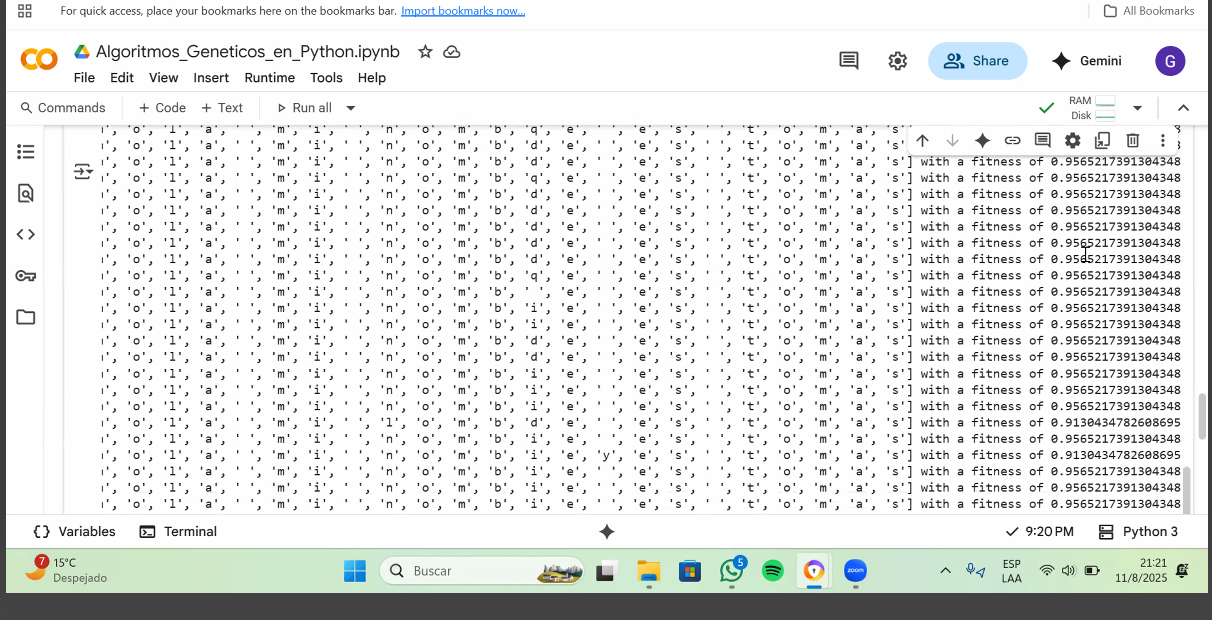 For quick access, place your bookmarks here on the bookmarks bar. Import bookmarks now...
All Bookmarks
Algoritmos_Geneticos_en_Python.ipynb
File Edit View Insert Runtime Tools Help
Share
Gemini
G
Commands + Code + Text Run all
RAM
Disk
', 'o', 'l', 'a', ' ', 'm', 'i', ' ', 'n', 'o', 'm', 'b', 'q', 'e', ' ', 'e', 's', ' ', 't', 'o', 'm', 'a', 's'
', 'o', 'l', 'a', ' ', 'm', 'i', ' ', 'n', 'o', 'm', 'b', 'd', 'e', ' ', 'e', 's', ' ', 't', 'o', 'm', 'a', 's'
', 'o', 'l', 'a', ' ', 'm', 'i', ' ', 'n', 'o', 'm', 'b', 'd', 'e', ' ', 'e', 's', ' ', 't', 'o', 'm', 'a', 's'] with a fitness of 0.9565217391304348
', 'o', 'l', 'a', ' ', 'm', 'i', ' ', 'n', 'o', 'm', 'b', 'q', 'e', ' ', 'e', 's', ' ', 't', 'o', 'm', 'a', 's'] with a fitness of 0.9565217391304348
', 'o', 'l', 'a', ' ', 'm', 'i', ' ', 'n', 'o', 'm', 'b', 'd', 'e', ' ', 'e', 's', ' ', 't', 'o', 'm', 'a', 's'] with a fitness of 0.9565217391304348
', 'o', 'l', 'a', ' ', 'm', 'i', ' ', 'n', 'o', 'm', 'b', 'd', 'e', ' ', 'e', 's', ' ', 't', 'o', 'm', 'a', 's'] with a fitness of 0.9565217391304348
', 'o', 'l', 'a', ' ', 'm', 'i', ' ', 'n', 'o', 'm', 'b', 'd', 'e', ' ', 'e', 's', ' ', 't', 'o', 'm', 'a', 's'] with a fitness of 0.9565217391304348
', 'o', 'l', 'a', ' ', 'm', 'i', ' ', 'n', 'o', 'm', 'b', 'd', 'e', ' ', 'e', 's', ' ', 't', 'o', 'm', 'a', 's'] with a fitness of 0.9565217391304348
', 'o', 'l', 'a', ' ', 'm', 'i', ' ', 'n', 'o', 'm', 'b', 'd', 'e', ' ', 'e', 's', ' ', 't', 'o', 'm', 'a', 's'] with a fitness of 0.9565217391304348
', 'o', 'l', 'a', ' ', 'm', 'i', ' ', 'n', 'o', 'm', 'b', 'q', 'e', ' ', 'e', 's', ' ', 't', 'o', 'm', 'a', 's'] with a fitness of 0.9565217391304348
', 'o', 'l', 'a', ' ', 'm', 'i', ' ', 'n', 'o', 'm', 'b', ' ', 'e', ' ', 'e', 's', ' ', 't', 'o', 'm', 'a', 's'] with a fitness of 0.9565217391304348
', 'o', 'l', 'a', ' ', 'm', 'i', ' ', 'n', 'o', 'm', 'b', 'i', 'e', ' ', 'e', 's', ' ', 't', 'o', 'm', 'a', 's'] with a fitness of 0.9565217391304348
', 'o', 'l', 'a', ' ', 'm', 'i', ' ', 'n', 'o', 'm', 'b', 'i', 'e', ' ', 'e', 's', ' ', 't', 'o', 'm', 'a', 's'] with a fitness of 0.9565217391304348
', 'o', 'l', 'a', ' ', 'm', 'i', ' ', 'n', 'o', 'm', 'b', 'd', 'e', ' ', 'e', 's', ' ', 't', 'o', 'm', 'a', 's'] with a fitness of 0.9565217391304348
', 'o', 'l', 'a', ' ', 'm', 'i', ' ', 'n', 'o', 'm', 'b', 'd', 'e', ' ', 'e', 's', ' ', 't', 'o', 'm', 'a', 's'] with a fitness of 0.9565217391304348
', 'o', 'l', 'a', ' ', 'm', 'i', ' ', 'n', 'o', 'm', 'b', 'i', 'e', ' ', 'e', 's', ' ', 't', 'o', 'm', 'a', 's'] with a fitness of 0.9565217391304348
', 'o', 'l', 'a', ' ', 'm', 'i', ' ', 'n', 'o', 'm', 'b', 'i', 'e', ' ', 'e', 's', ' ', 't', 'o', 'm', 'a', 's'] with a fitness of 0.9565217391304348
', 'o', 'l', 'a', ' ', 'm', 'i', ' ', 'n', 'o', 'm', 'b', 'i', 'e', ' ', 'e', 's', ' ', 't', 'o', 'm', 'a', 's'] with a fitness of 0.9565217391304348
', 'o', 'l', 'a', ' ', 'm', 'i', ' ', 'l', 'o', 'm', 'b', 'd', 'e', ' ', 'e', 's', ' ', 't', 'o', 'm', 'a', 's'] with a fitness of 0.9130434782608695
', 'o', 'l', 'a', ' ', 'm', 'i', ' ', 'n', 'o', 'm', 'b', 'i', 'e', ' ', 'e', 's', ' ', 't', 'o', 'm', 'a', 's'] with a fitness of 0.9565217391304348
', 'o', 'l', 'a', ' ', 'm', 'i', ' ', 'n', 'o', 'm', 'b', 'i', 'e', 'y', 'e', 's', ' ', 't', 'o', 'm', 'a', 's'] with a fitness of 0.9130434782608695
', 'o', 'l', 'a', ' ', 'm', 'i', ' ', 'n', 'o', 'm', 'b', 'i', 'e', ' ', 'e', 's', ' ', 't', 'o', 'm', 'a', 's'] with a fitness of 0.9565217391304348
', 'o', 'l', 'a', ' ', 'm', 'i', ' ', 'n', 'o', 'm', 'b', 'i', 'e', ' ', 'e', 's', ' ', 't', 'o', 'm', 'a', 's'] with a fitness of 0.9565217391304348
', 'o', 'l', 'a', ' ', 'm', 'i', ' ', 'n', 'o', 'm', 'b', 'i', 'e', ' ', 'e', 's', ' ', 't', 'o', 'm', 'a', 's'] with a fitness of 0.9565217391304348
Variables Terminal
9:20 PM Python 3
7
15°C
Despejado
Buscar
5
zoom
ESP
LAA
21:21
11/8/2025